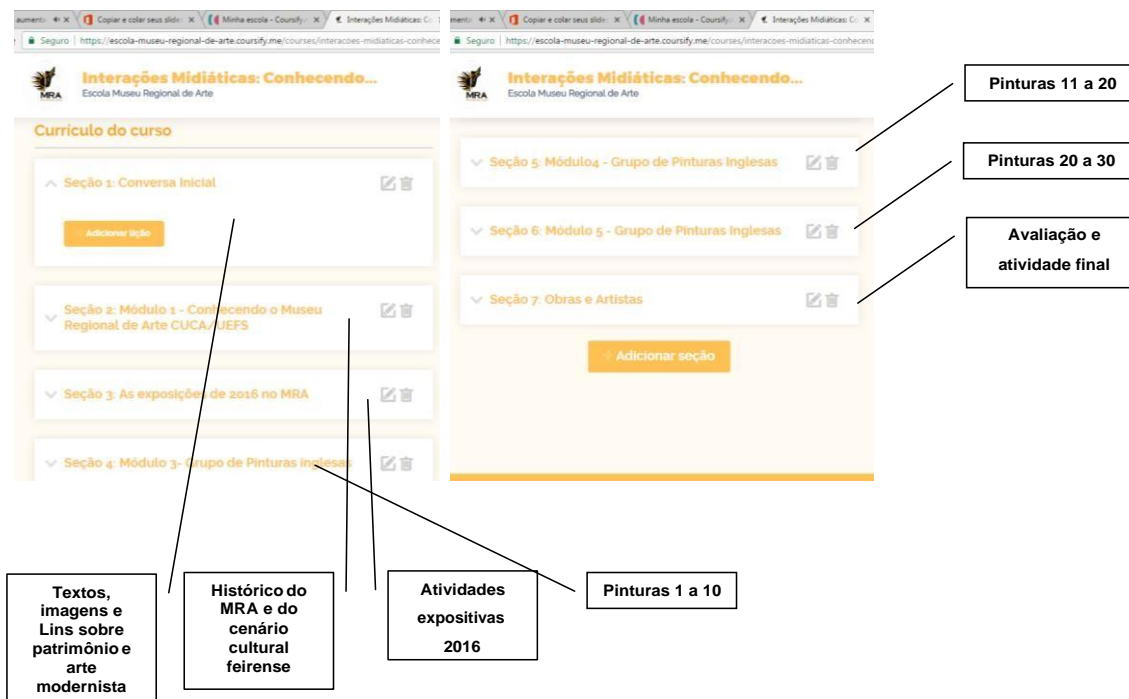 aumento
Copiar e colar seus slide
Minha escola - Coursify
Interações Midiáticas: Co
Seguro
https://escola-museu-regional-de-arte.coursify.me/courses/interacoes-midiaticas-conhece
MRA
Interações Midiáticas: Conhecendo...
Escola Museu Regional de Arte
Currículo do curso
Seção 1: Conversa Inicial
Adicionar lição
Seção 2: Módulo 1 - Conhecendo o Museu
Regional de Arte CUCA/UEFS
Seção 3: As exposições de 2016 no MRA
Seção 4: Módulo 3- Grupo de Pinturas Inglesas
Copiar e colar seus slide
Minha escola - Coursify
Interações Midiáticas: Co
Seguro
https://escola-museu-regional-de-arte.coursify.me/courses/interacoes-midiaticas-conhecend
MRA
Interações Midiáticas: Conhecendo...
Escola Museu Regional de Arte
Seção 5: Módulo4 - Grupo de Pinturas Inglesas
Seção 6: Módulo 5 - Grupo de Pinturas Inglesas
Seção 7: Obras e Artistas
+ Adicionar seção
Pinturas 11 a 20
Pinturas 20 a 30
Avaliação e
atividade final
Textos,
imagens e
Lins sobre
patrimônio e
arte
modernista
Histórico do
MRA e do
cenário
cultural
feirense
Atividades
expositivas
2016
Pinturas 1 a 10